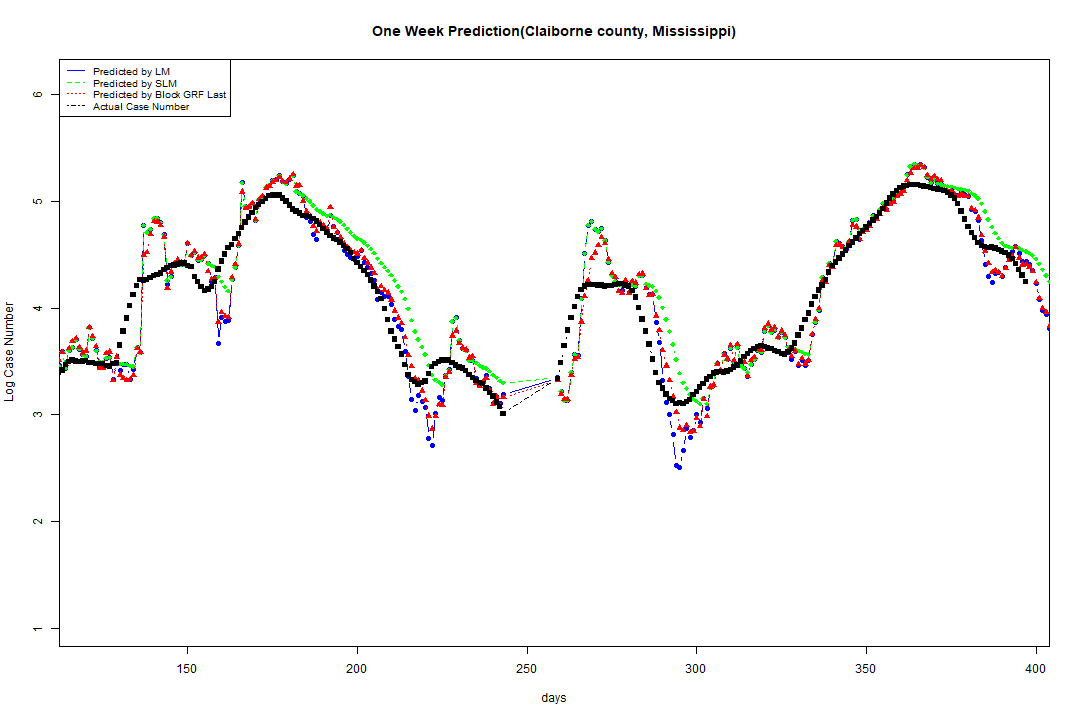 One Week Prediction(Claiborne county, Mississippi)
Predicted by LM
Predicted by SLM
Predicted by Block GRF Last
Actual Case Number
6
5
4
3
2
1
Log Case Number
150
200
250
300
350
400
days